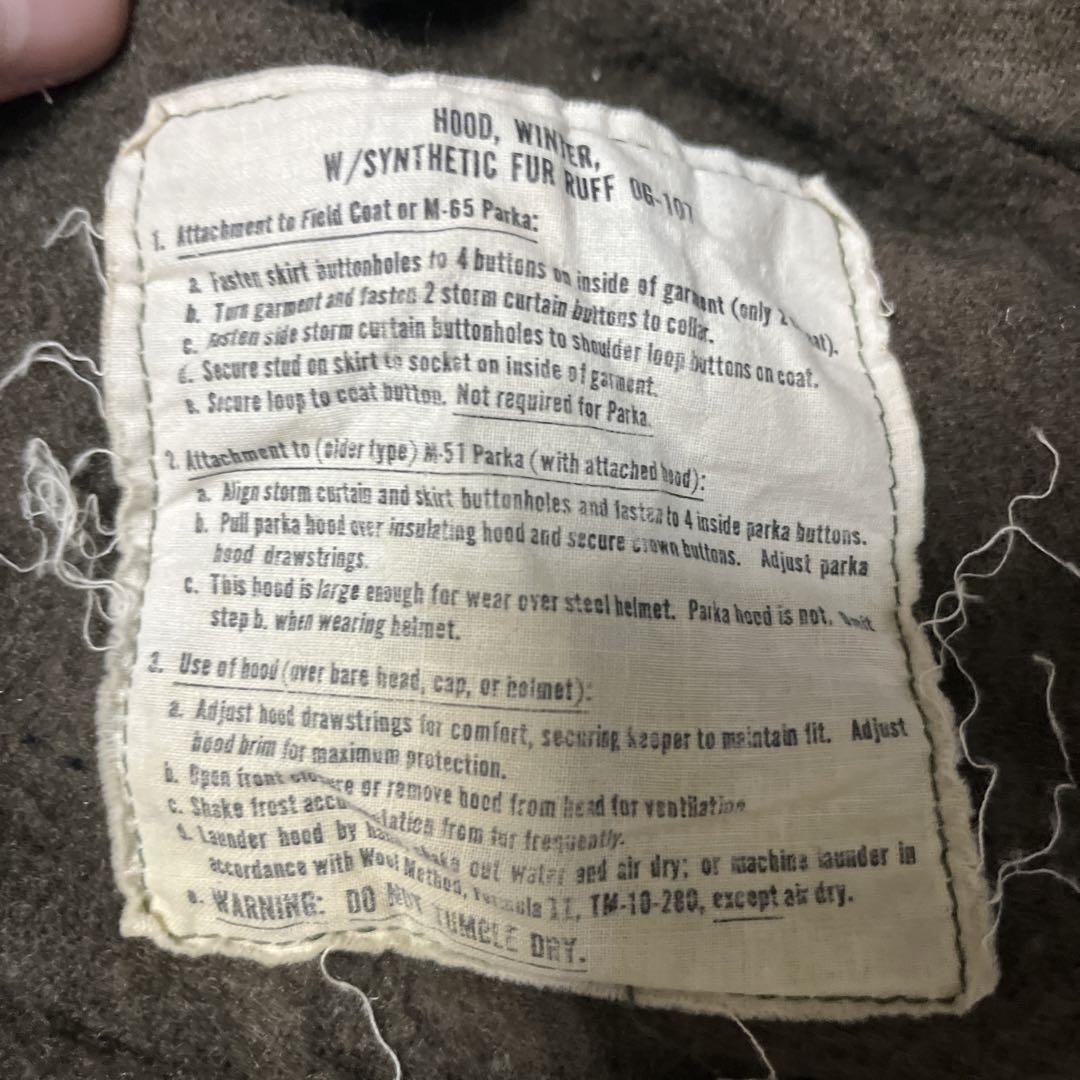 HOOD, WINTER,
W/SYNTHETIC FUR RUFF OG-107
1. Attachment to Field Coat or M-65 Parka:
a. Fasten skirt buttonholes to 4 buttons on inside of garment (only 2
b. Turn garment and fasten 2 storm curtain buttons to collar.
c. Fasten side storm curtain buttonholes to shoulder loop buttons on coat.
d. Secure stud on skirt to socket on inside of garment.
e. Secure loop to coat button. Not required for Parka.
2. Attachment to (older type) M-51 Parka (with attached hood):
a. Align storm curtain and skirt buttonholes and fasten to 4 inside parka buttons.
b. Pull parka hood over insulating hood and secure crown buttons. Adjust parka
hood drawstrings.
c. This hood is large enough for wear over steel helmet. Parka hood is not. Omit
step b. when wearing helmet.
3. Use of hood (over bare head, cap, or helmet):
a. Adjust hood drawstrings for comfort, securing keeper to maintain fit. Adjust
hood brim for maximum protection.
b. Open front closure or remove hood from head for ventilation
c. Shake frost accumulation from fur frequently.
d. Launder hood by hand, shake out water and air dry; or machine launder in
accordance with Wool Method, Formula II, TM-10-280, except air dry.
e. WARNING: DO NOT TUMBLE DRY.